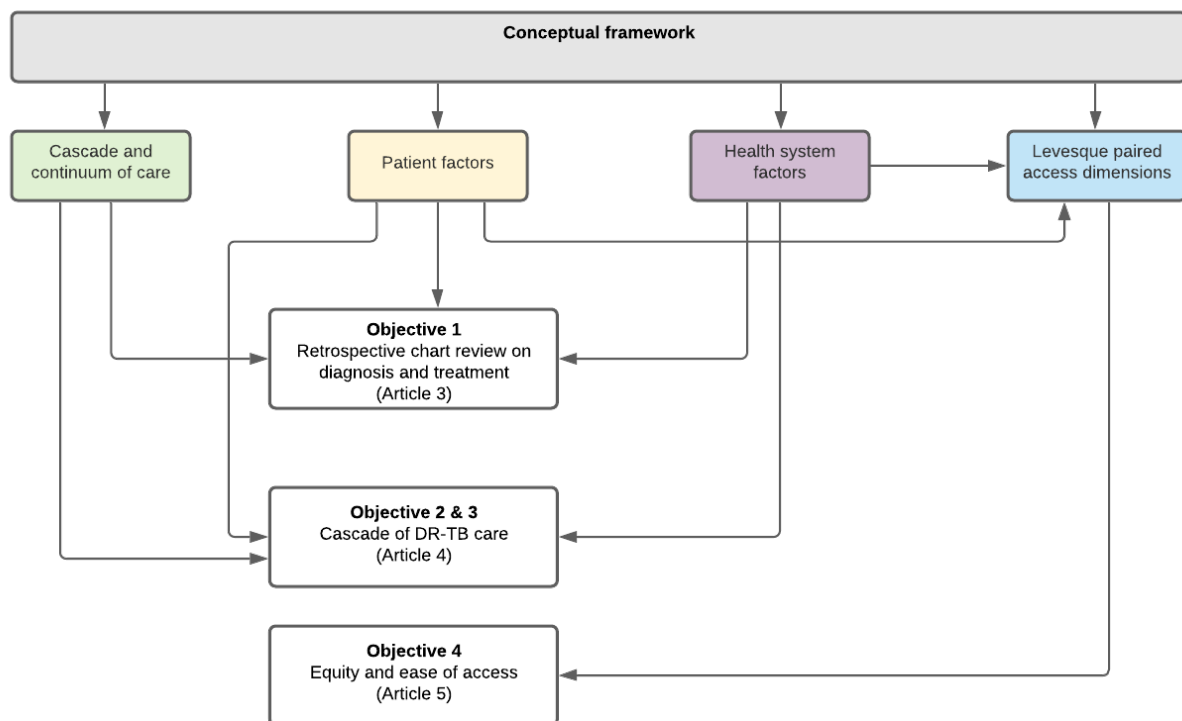 Conceptual framework
Cascade and
continuum of care
Patient factors
Health system
factors
Levesque paired
access dimensions
Objective 1
Retrospective chart review on
diagnosis and treatment
(Article 3)
Objective 2 & 3
Cascade of DR-TB care
(Article 4)
Objective 4
Equity and ease of access
(Article 5)